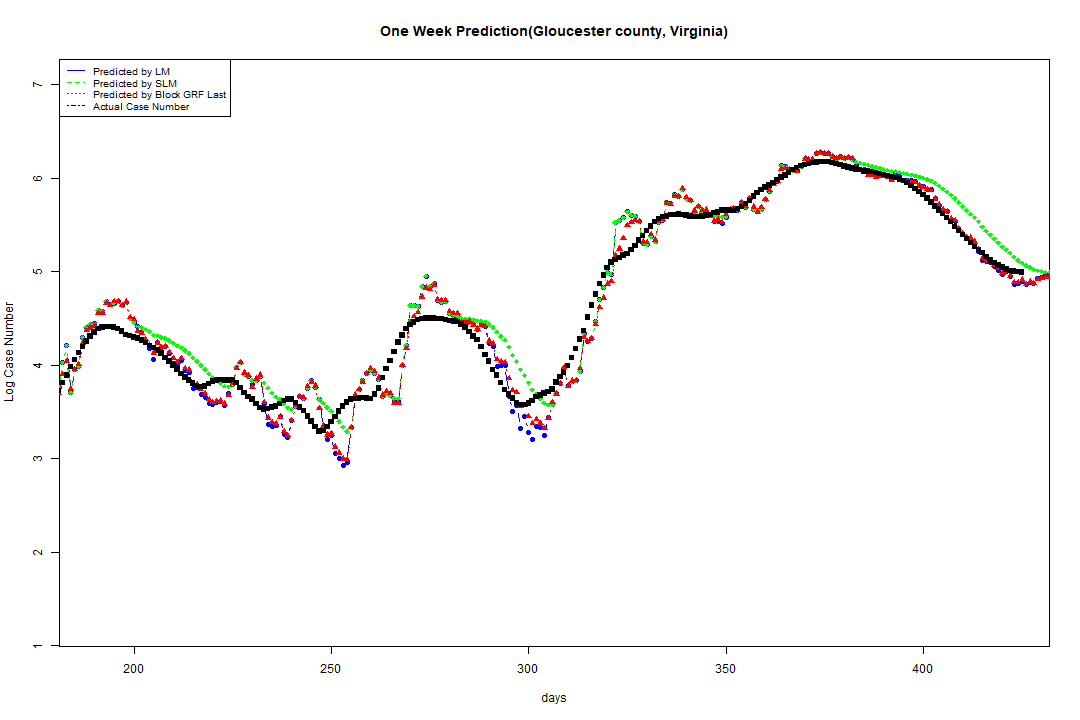 One Week Prediction(Gloucester county, Virginia)
Predicted by LM
Predicted by SLM
Predicted by Block GRF Last
Actual Case Number
Log Case Number
7
6
5
4
3
2
1
200 250 300 350 400
days